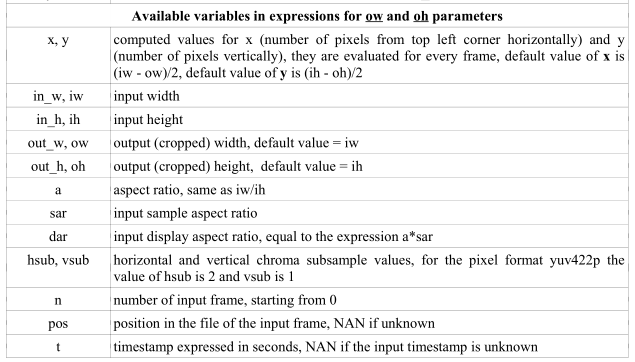 Available variables in expressions for ow and oh parameters
x, y computed values for x (number of pixels from top left corner horizontally) and y
(number of pixels vertically), they are evaluated for every frame, default value of x is
(iw - ow)/2, default value of y is (ih - oh)/2
in_w, iw input width
in_h, ih input height
out_w, ow output (cropped) width, default value = iw
out_h, oh output (cropped) height, default value = ih
a aspect ratio, same as iw/ih
sar input sample aspect ratio
dar input display aspect ratio, equal to the expression a*sar
hsub, vsub horizontal and vertical chroma subsample values, for the pixel format yuv422p the
value of hsub is 2 and vsub is 1
n number of input frame, starting from 0
pos position in the file of the input frame, NAN if unknown
t timestamp expressed in seconds, NAN if the input timestamp is unknown